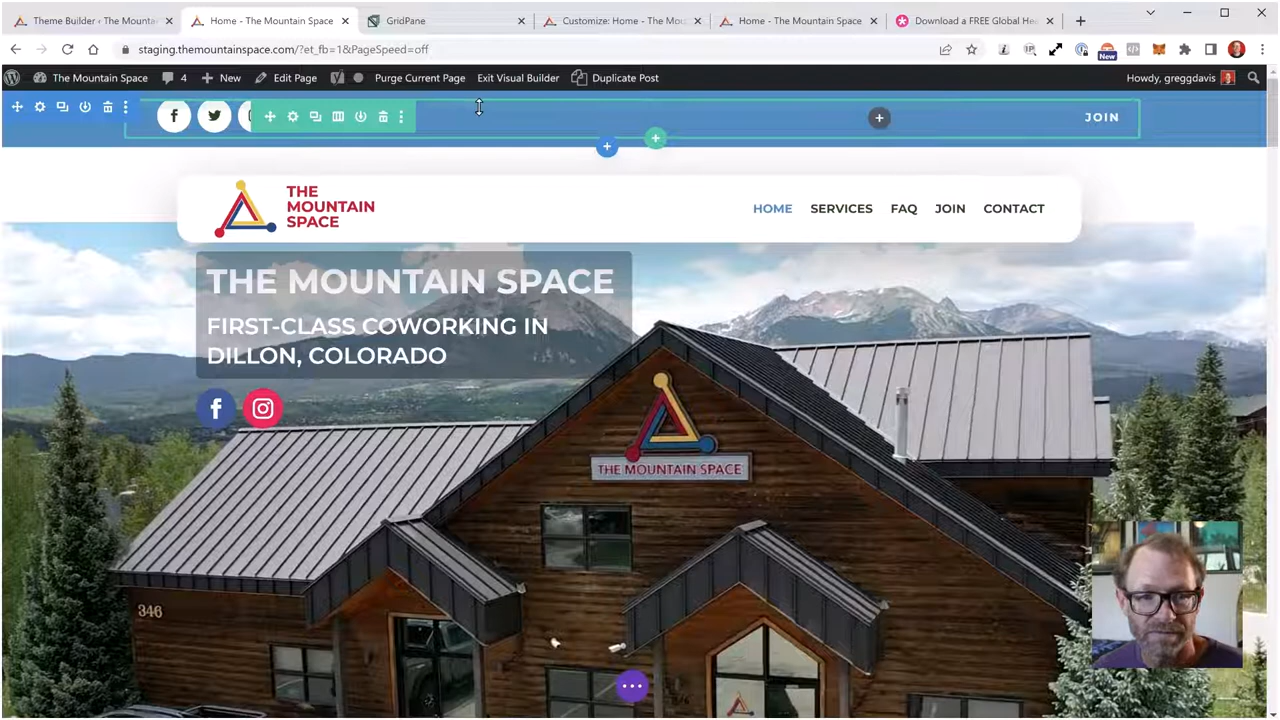 Theme Builder ‹ The Mounta
Home - The Mountain Space
GridPane
Customize: Home - The Mou
Home - The Mountain Space
Download a FREE Global He
staging.themountainspace.com/?et_fb=1&PageSpeed=off
New
The Mountain Space
4
New
Edit Page
Purge Current Page
Exit Visual Builder
Duplicate Post
Howdy, greggdavis
JOIN
THE
MOUNTAIN
SPACE
HOME
SERVICES
FAQ
JOIN
CONTACT
THE MOUNTAIN SPACE
FIRST-CLASS COWORKING IN
DILLON, COLORADO
THE MOUNTAIN SPACE
346